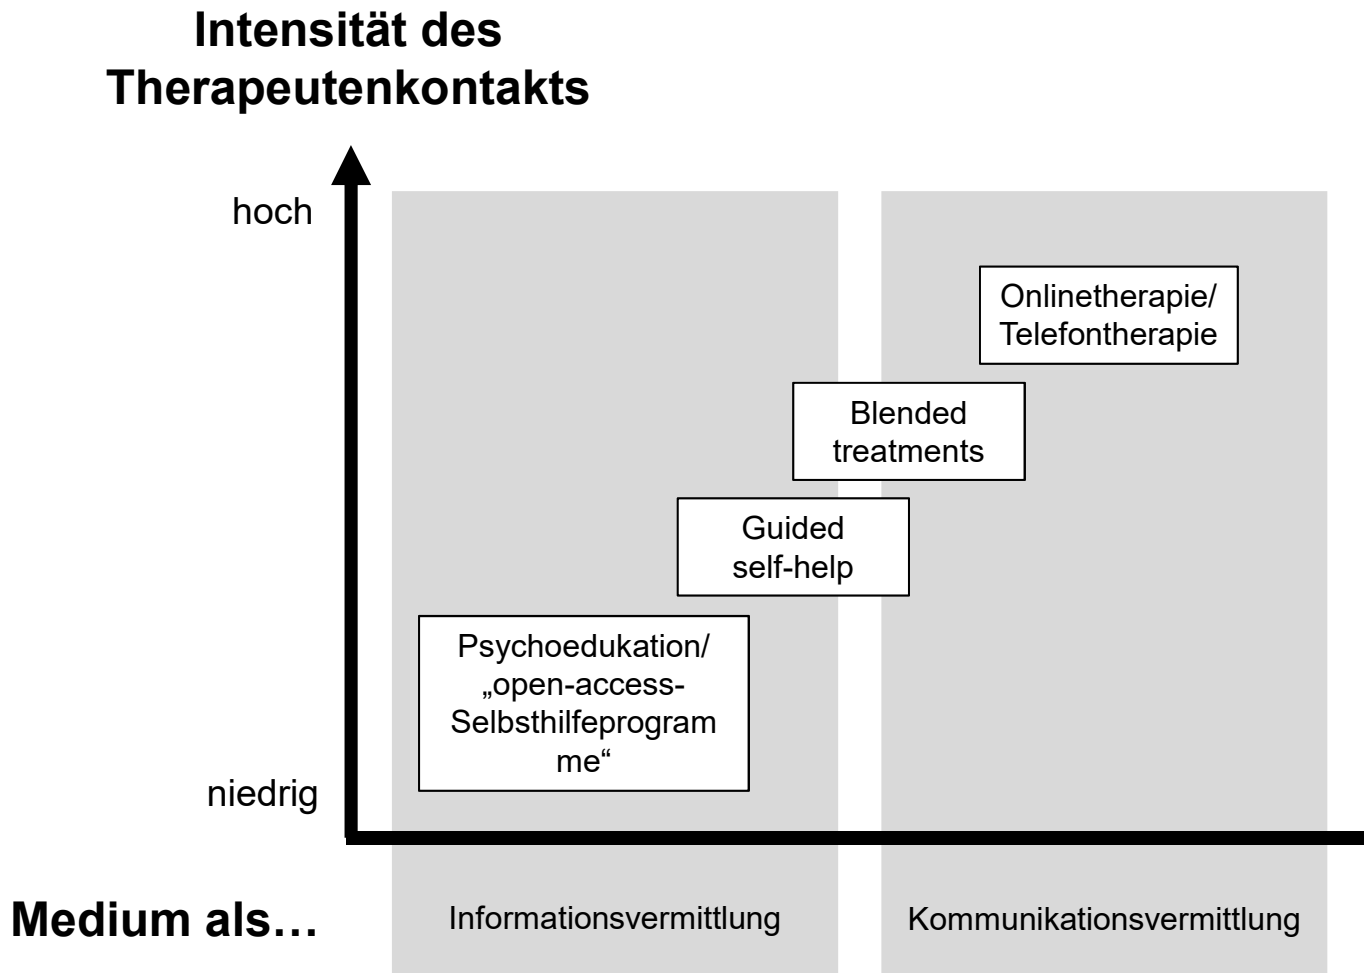 Intensität des
Therapeutenkontakts
hoch
Onlinetherapie/
Telefontherapie
Blended
treatments
Guided
self-help
Psychoedukation/
„open-access-
Selbsthilfeprogram
me“
niedrig
Medium als…
Informationsvermittlung
Kommunikationsvermittlung